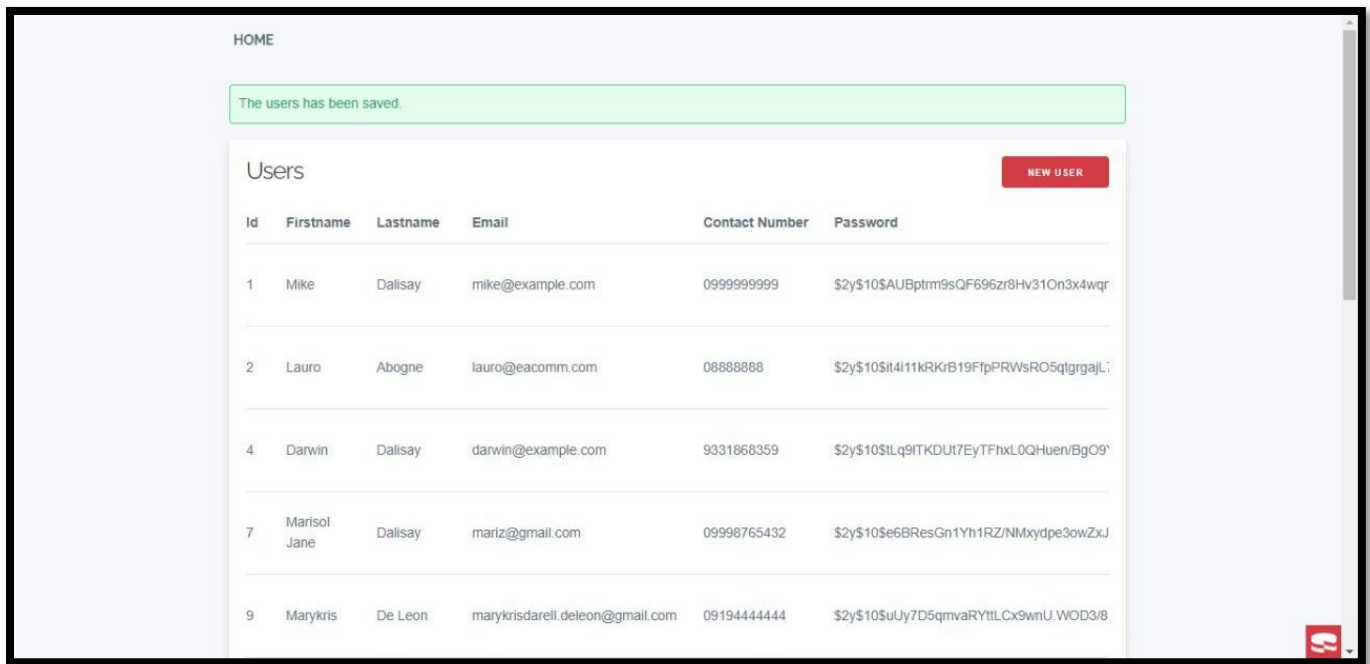 HOME
The users has been saved.
Users
NEW USER
Id Firstname Lastname Email Contact Number Password
1 Mike Dalisay mike@example.com 0999999999 $2y$10$AUBptrm9sQF696zr8Hv31On3x4wqr
2 Lauro Abogne lauro@eacomm.com 08888888 $2y$10$it4i11kRKrB19FfpPRWsRO5qtgrgajL
4 Darwin Dalisay darwin@example.com 9331868359 $2y$10$tLq9lTKDUt7EyTFhxL0QHuen/BgO9
7 Marisol Jane Dalisay mariz@gmail.com 09998765432 $2y$10$e6BResGn1Yh1RZ/NMxydpe3owZxJ
9 Marykris De Leon marykrisdarell.deleon@gmail.com 09194444444 $2y$10$uUy7D5qmvaRYttLCx9wnU.WOD3/8